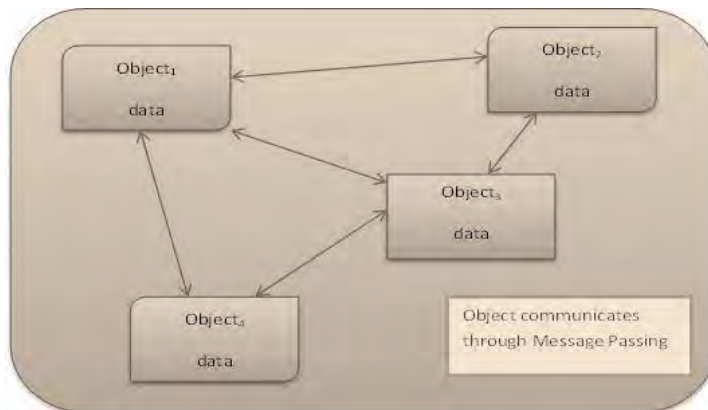 Object₁
data
Object₂
data
Object₃
data
Object₄
data
Object communicates
through Message Passing